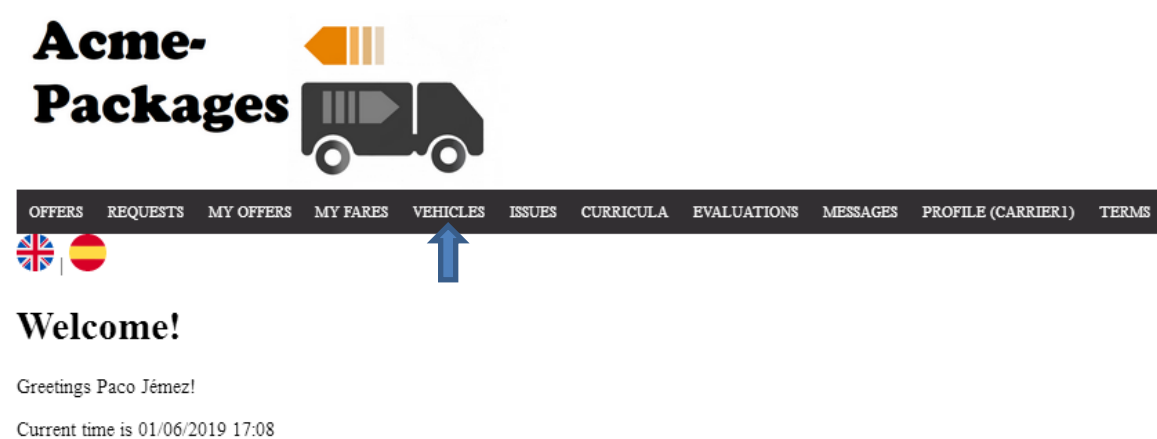 Acme-
Packages
OFFERS REQUESTS MY OFFERS MY FARES VEHICLES ISSUES CURRICULA EVALUATIONS MESSAGES PROFILE (CARRIER1) TERMS
|
Welcome!
Greetings Paco Jémez!
Current time is 01/06/2019 17:08